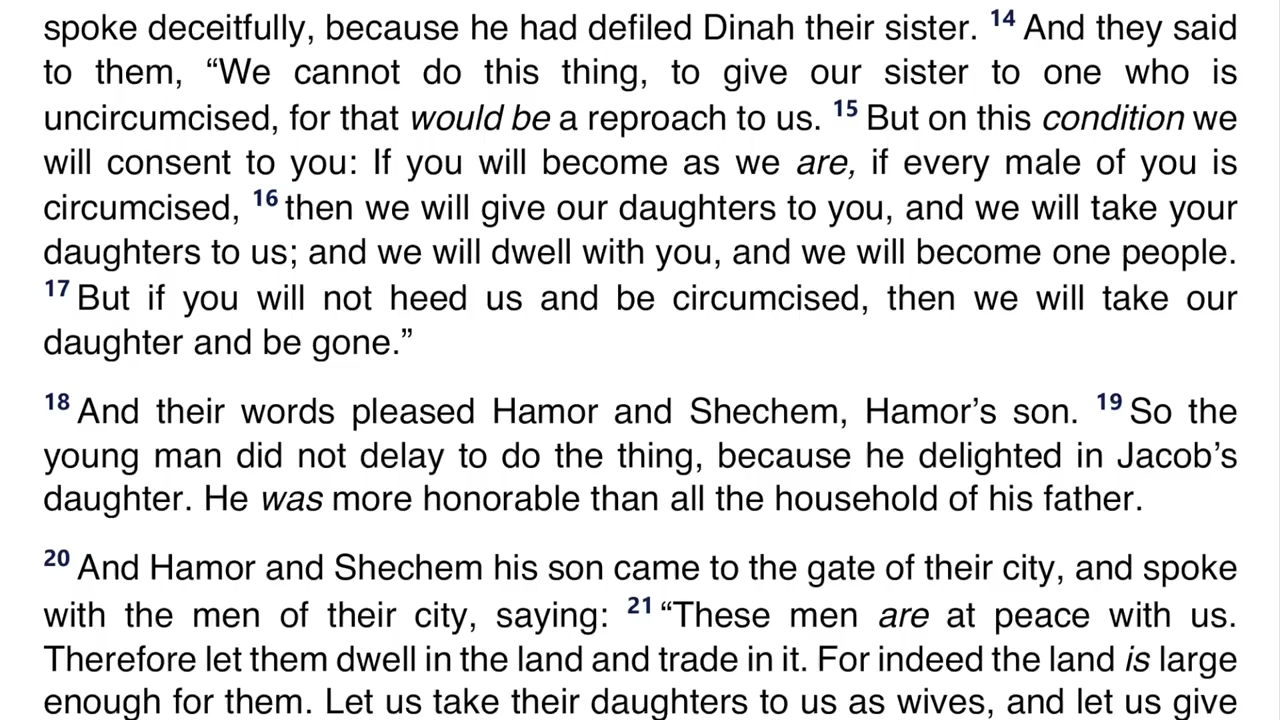 spoke deceitfully, because he had defiled Dinah their sister. 14 And they said
to them, “We cannot do this thing, to give our sister to one who is
uncircumcised, for that would be a reproach to us. 15 But on this condition we
will consent to you: If you will become as we are, if every male of you is
circumcised, 16 then we will give our daughters to you, and we will take your
daughters to us; and we will dwell with you, and we will become one people.
17 But if you will not heed us and be circumcised, then we will take our
daughter and be gone.”
18 And their words pleased Hamor and Shechem, Hamor’s son. 19 So the
young man did not delay to do the thing, because he delighted in Jacob’s
daughter. He was more honorable than all the household of his father.
20 And Hamor and Shechem his son came to the gate of their city, and spoke
with the men of their city, saying: 21 “These men are at peace with us.
Therefore let them dwell in the land and trade in it. For indeed the land is large
enough for them. Let us take their daughters to us as wives, and let us give